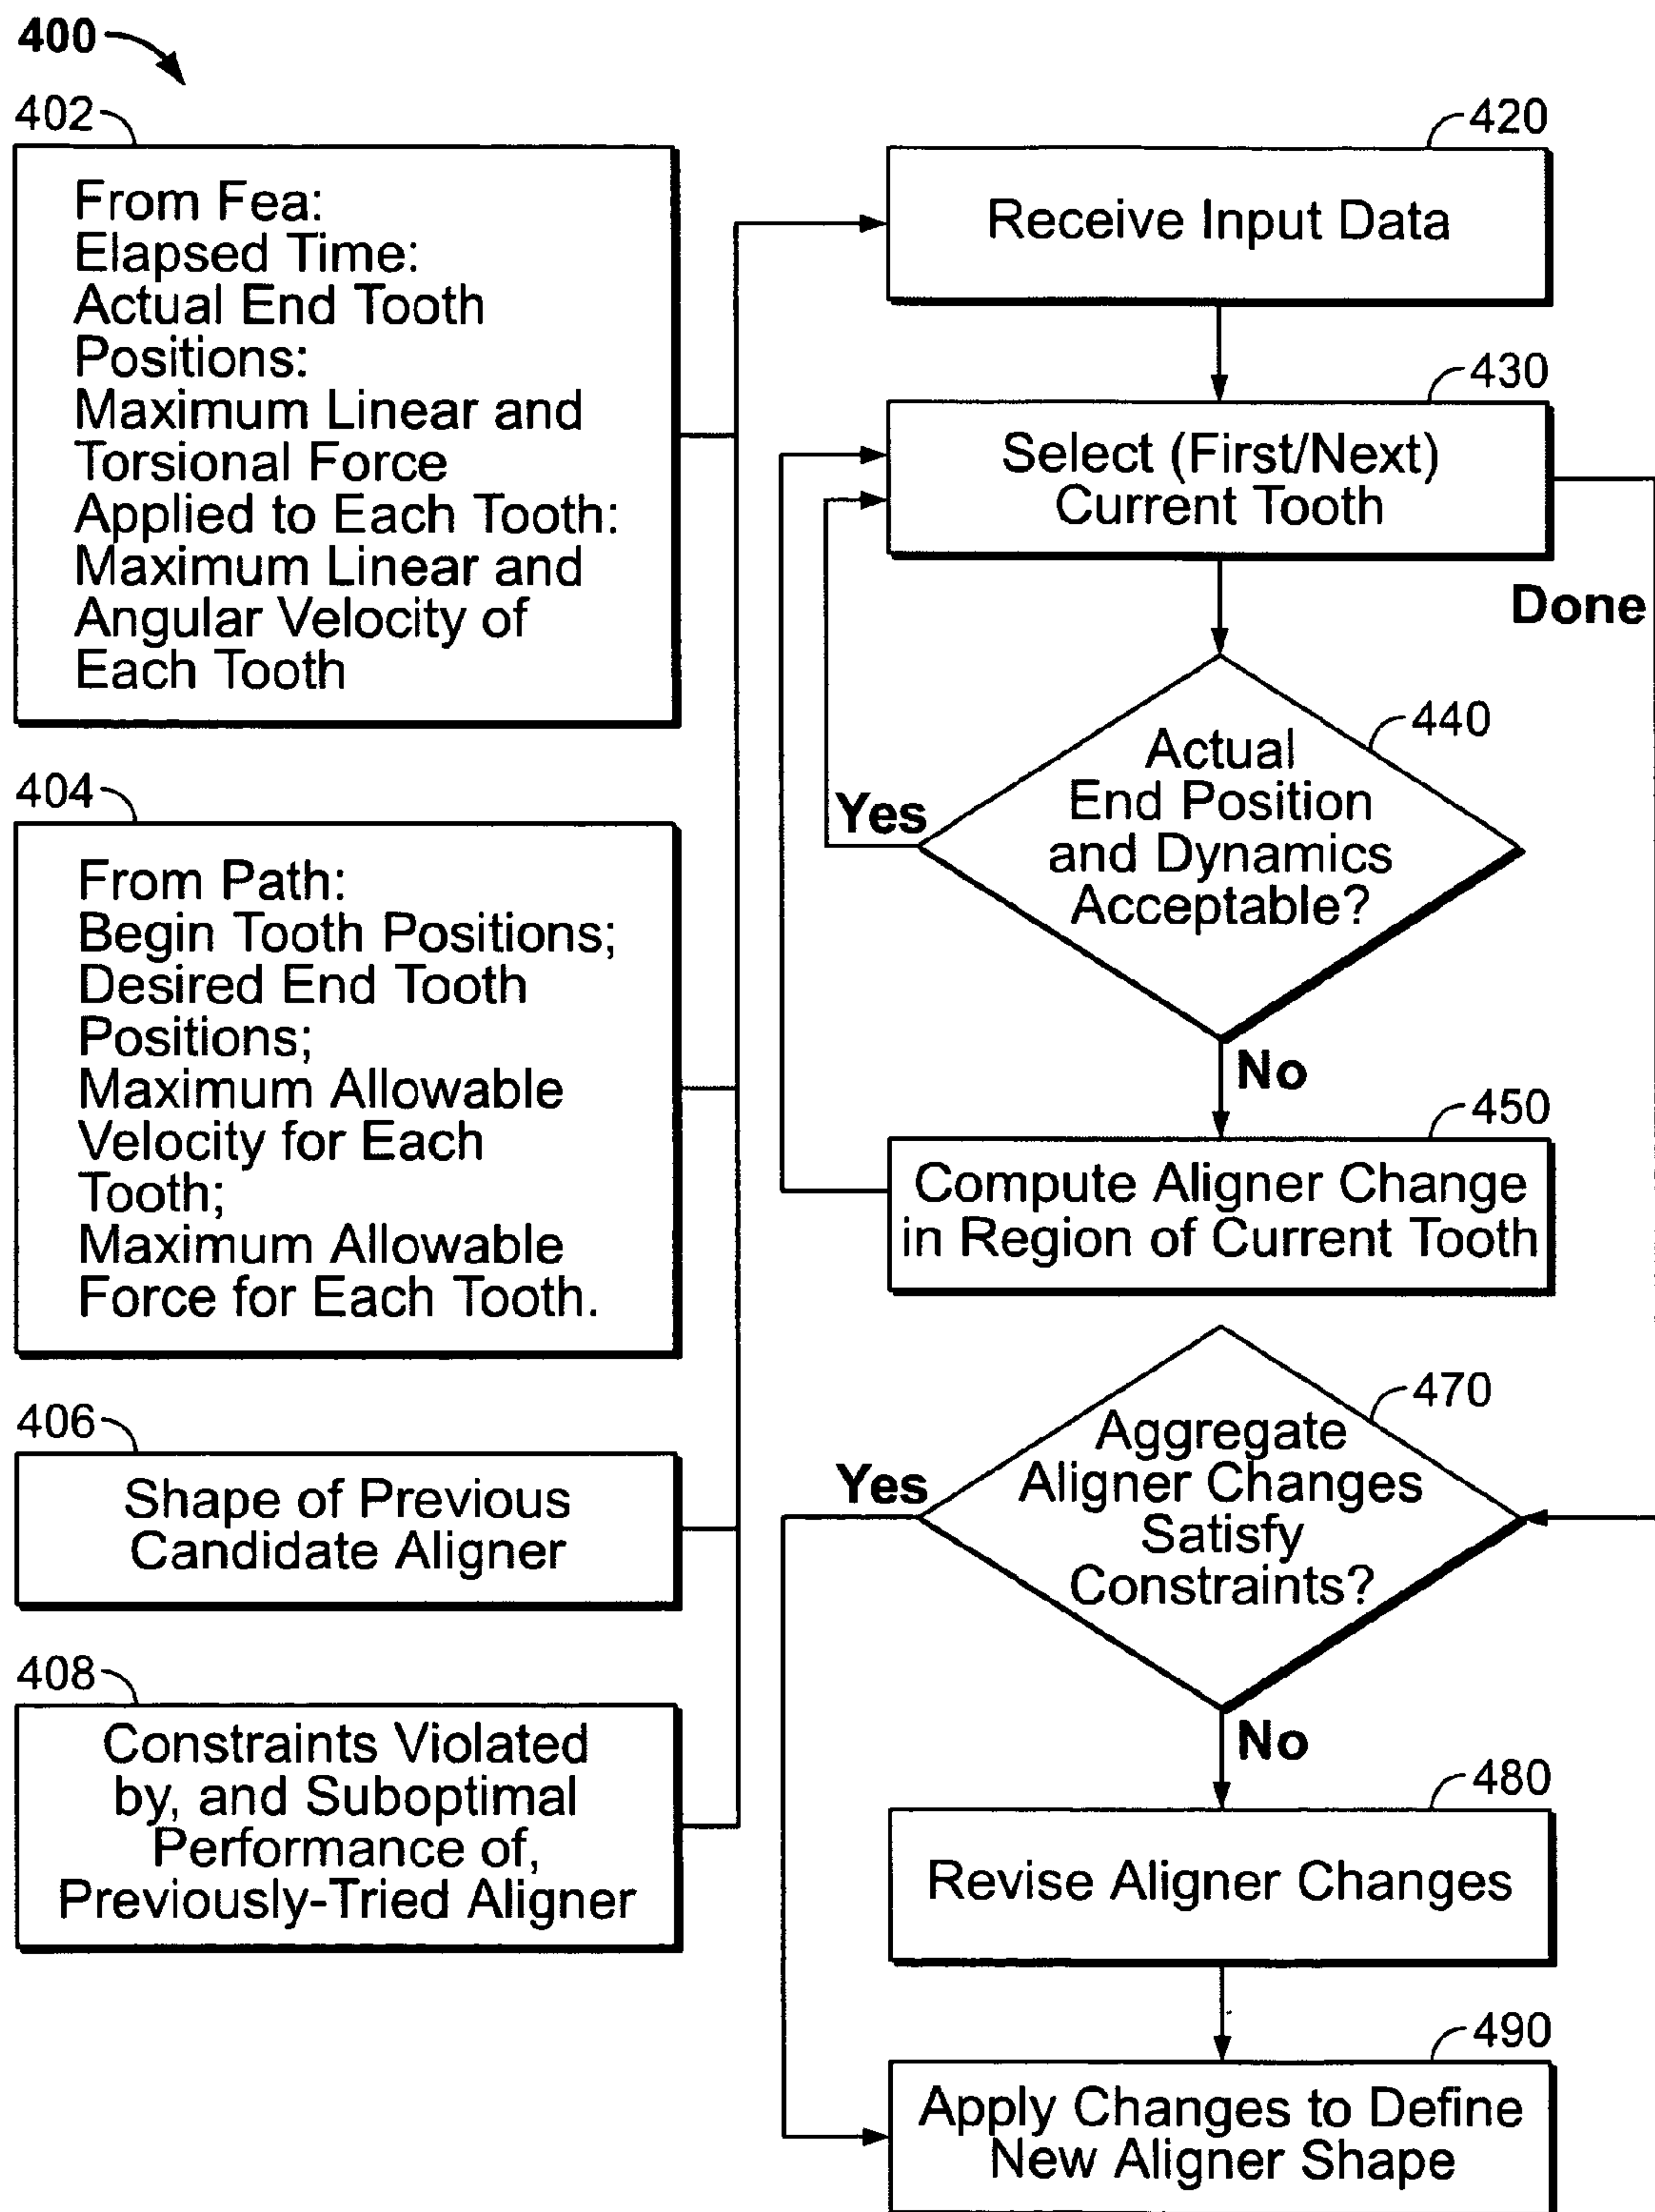 400
402
From Fea:
Elapsed Time:
Actual End Tooth
Positions:
Maximum Linear and
Torsional Force
Applied to Each Tooth:
Maximum Linear and
Angular Velocity of
Each Tooth
404
From Path:
Begin Tooth Positions;
Desired End Tooth
Positions;
Maximum Allowable
Velocity for Each
Tooth;
Maximum Allowable
Force for Each Tooth.
406
Shape of Previous
Candidate Aligner
408
Constraints Violated
by, and Suboptimal
Performance of,
Previously-Tried Aligner
420
Receive Input Data
430
Select (First/Next)
Current Tooth
Done
440
Actual
End Position
and Dynamics
Acceptable?
Yes
No
450
Compute Aligner Change
in Region of Current Tooth
470
Aggregate
Aligner Changes
Satisfy
Constraints?
Yes
No
480
Revise Aligner Changes
490
Apply Changes to Define
New Aligner Shape